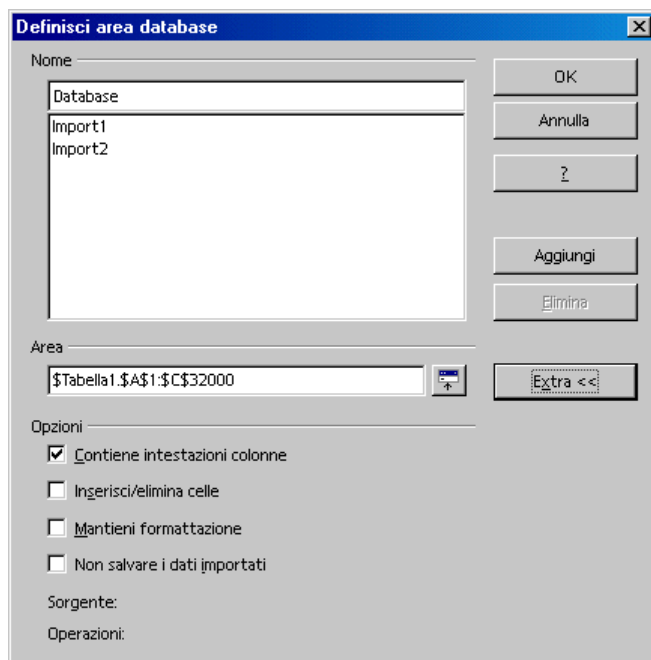 Definisci area database
Nome
Database
Import1
Import2
OK
Annulla
?
Aggiungi
Elimina
Area
$Tabella1.$A$1:$C$32000
Extra <<
Opzioni
Contiene intestazioni colonne
Inserisci/elimina celle
Mantieni formattazione
Non salvare i dati importati
Sorgente:
Operazioni: